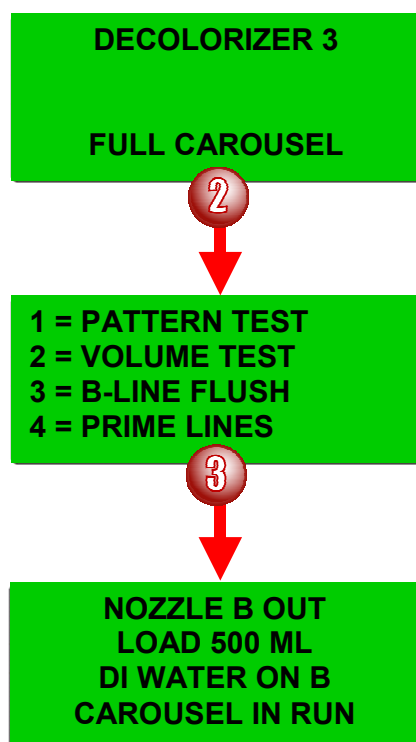 DECOLORIZER 3
FULL CAROUSEL
2
1 = PATTERN TEST
2 = VOLUME TEST
3 = B-LINE FLUSH
4 = PRIME LINES
3
NOZZLE B OUT
LOAD 500 ML
DI WATER ON B
CAROUSEL IN RUN